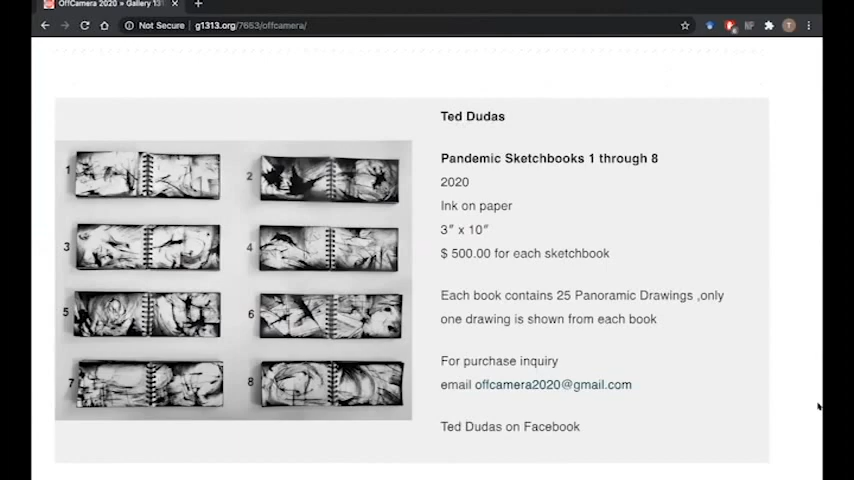 OffCamera 2020 » Gallery 131
Not Secure
g1313.org/7653/offcamera/
Ted Dudas
Pandemic Sketchbooks 1 through 8
2020
Ink on paper
3″ x 10″
$ 500.00 for each sketchbook
Each book contains 25 Panoramic Drawings ,only
one drawing is shown from each book
For purchase inquiry
email offcamera2020@gmail.com
Ted Dudas on Facebook
1
2
3
4
5
6
7
8